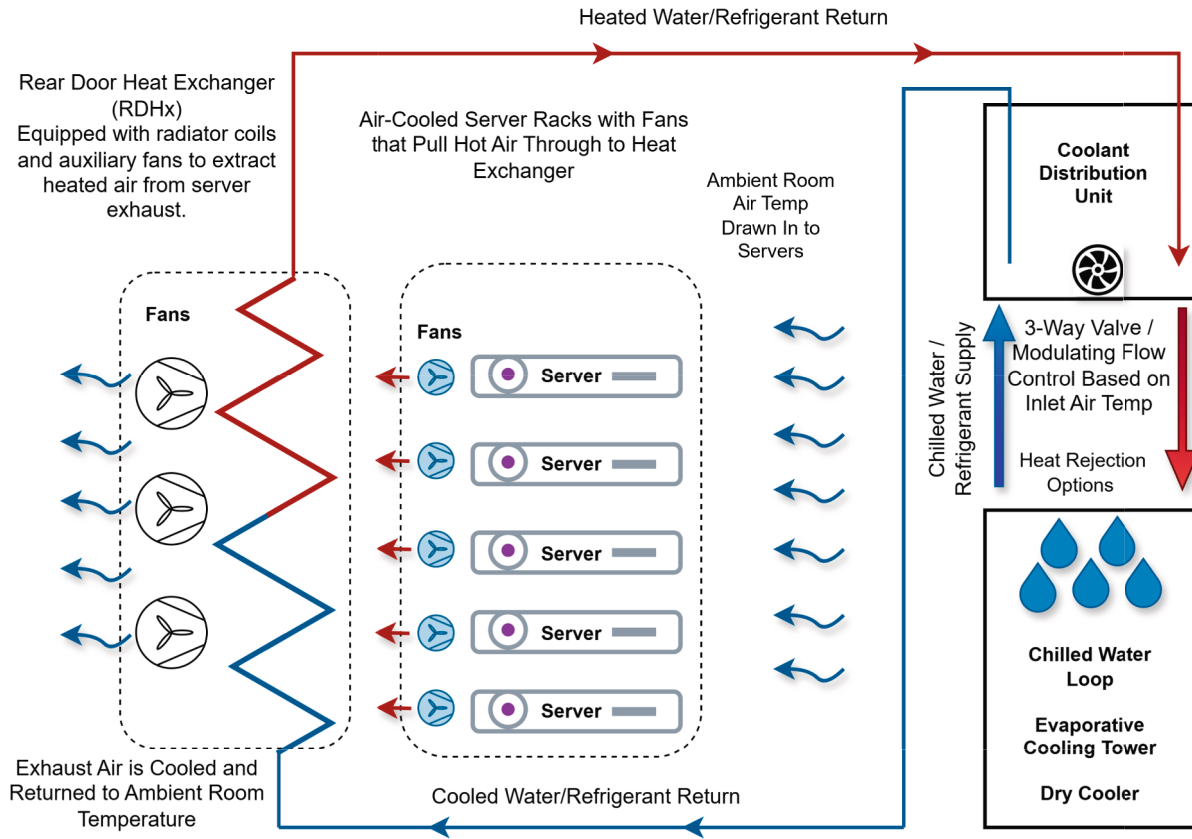 Heated Water/Refrigerant Return
Rear Door Heat Exchanger
(RDHx)
Equipped with radiator coils
and auxiliary fans to extract
heated air from server
exhaust.
Air-Cooled Server Racks with Fans
that Pull Hot Air Through to Heat
Exchanger
Ambient Room
Air Temp
Drawn In to
Servers
Coolant
Distribution
Unit
Fans
Fans
Server
Server
Server
Server
Server
Chilled Water /
Refrigerant Supply
3-Way Valve /
Modulating Flow
Control Based on
Inlet Air Temp
Heat Rejection
Options
Chilled Water
Loop
Evaporative
Cooling Tower
Dry Cooler
Exhaust Air is Cooled and
Returned to Ambient Room
Temperature
Cooled Water/Refrigerant Return